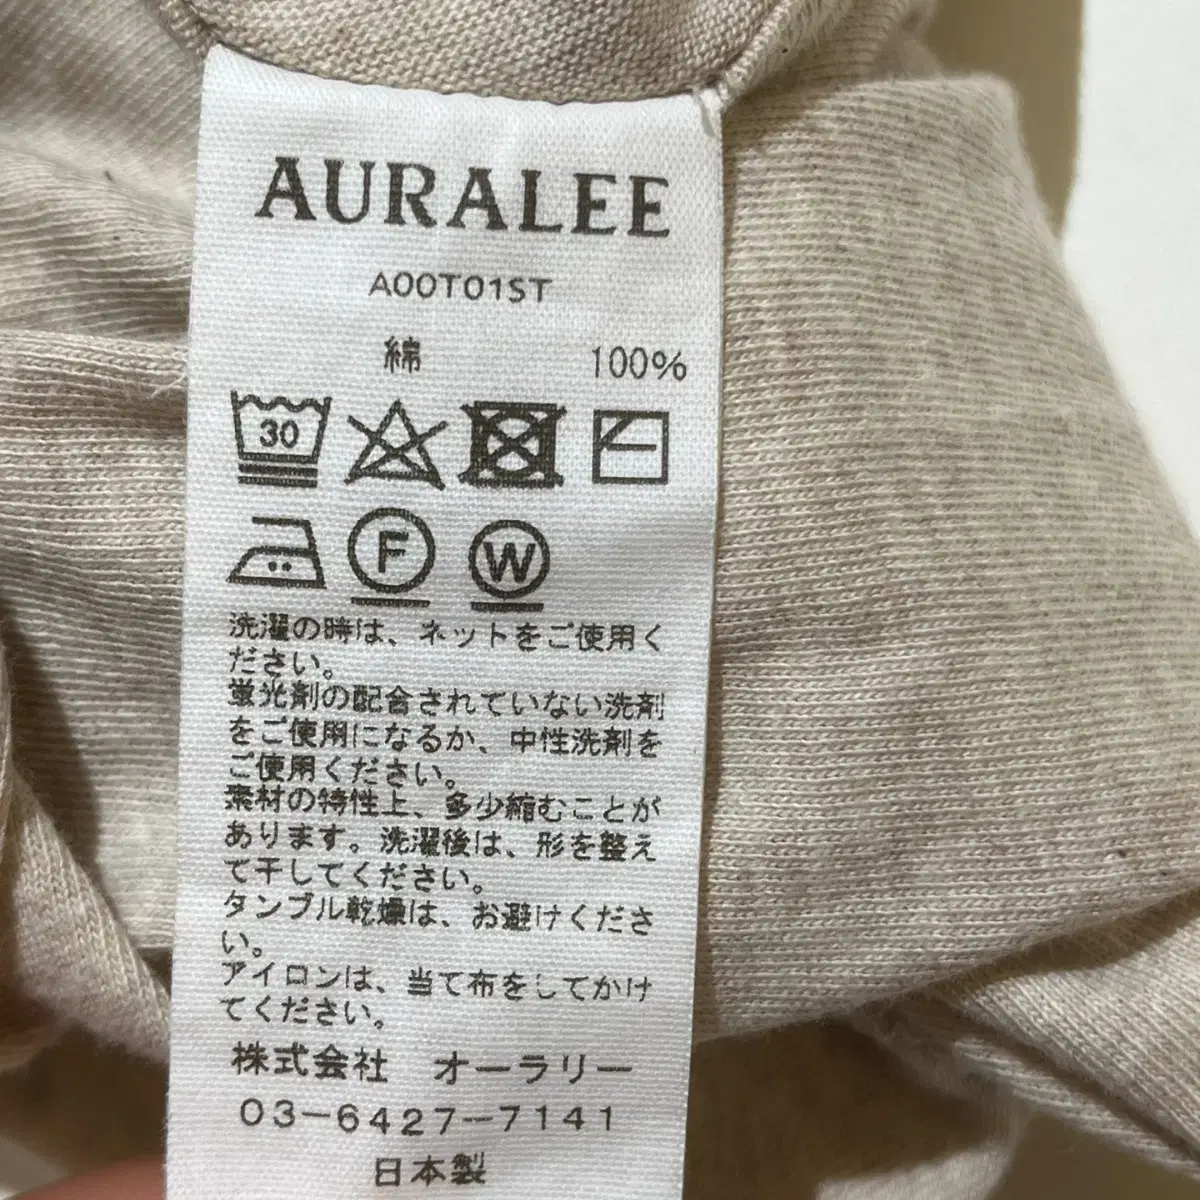 AURALEE
A00T01ST
綿 100%
30
F W
洗濯の時は、ネットをご使用く
ださい。
蛍光剤の配合されていない洗剤
をご使用になるか、中性洗剤を
ご使用ください。
素材の特性上、多少縮むことが
あります。洗濯後は、形を整え
て干してください。
タンブル乾燥は、お避けくださ
い。
アイロンは、当て布をしてかけ
てください。
株式会社 オーラリー
03-6427-7141
日本製